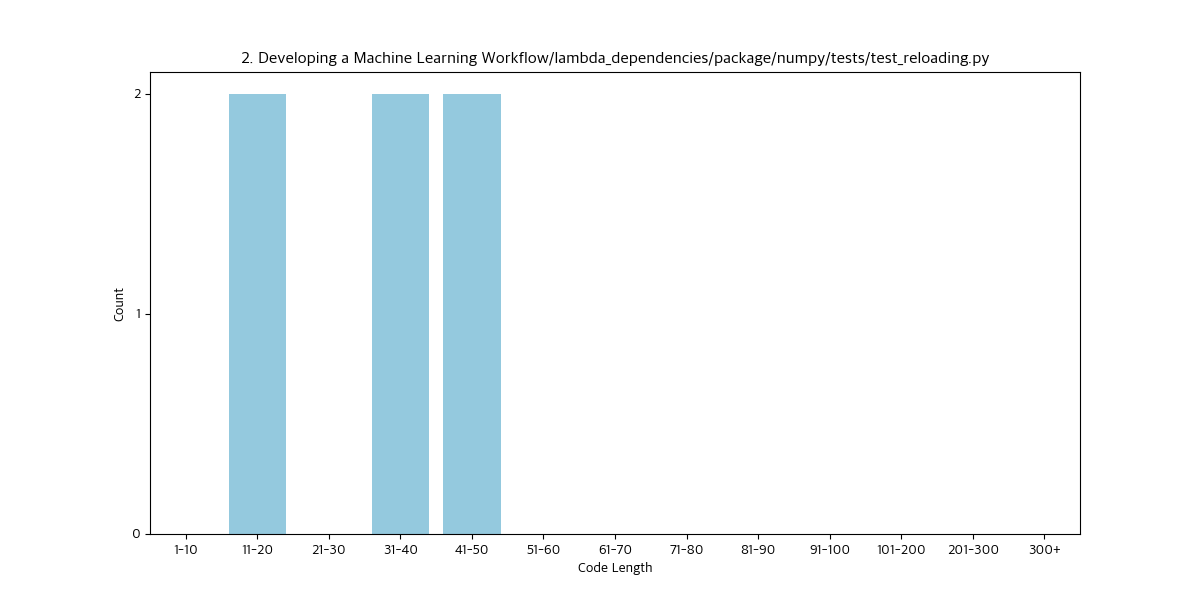 2. Developing a Machine Learning Workflow/lambda_dependencies/package/numpy/tests/test_reloading.py
2
1
0
Count
1-10 11-20 21-30 31-40 41-50 51-60 61-70 71-80 81-90 91-100 101-200 201-300 300+
Code Length